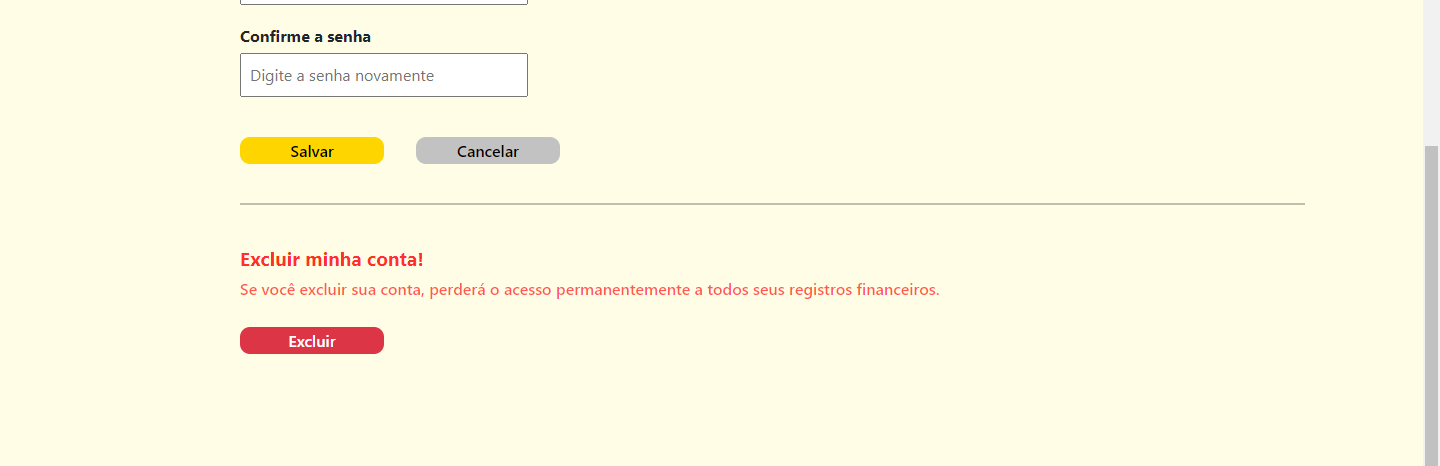 Confirme a senha
Digite a senha novamente
Salvar
Cancelar
Excluir minha conta!
Se você excluir sua conta, perderá o acesso permanentemente a todos seus registros financeiros.
Excluir